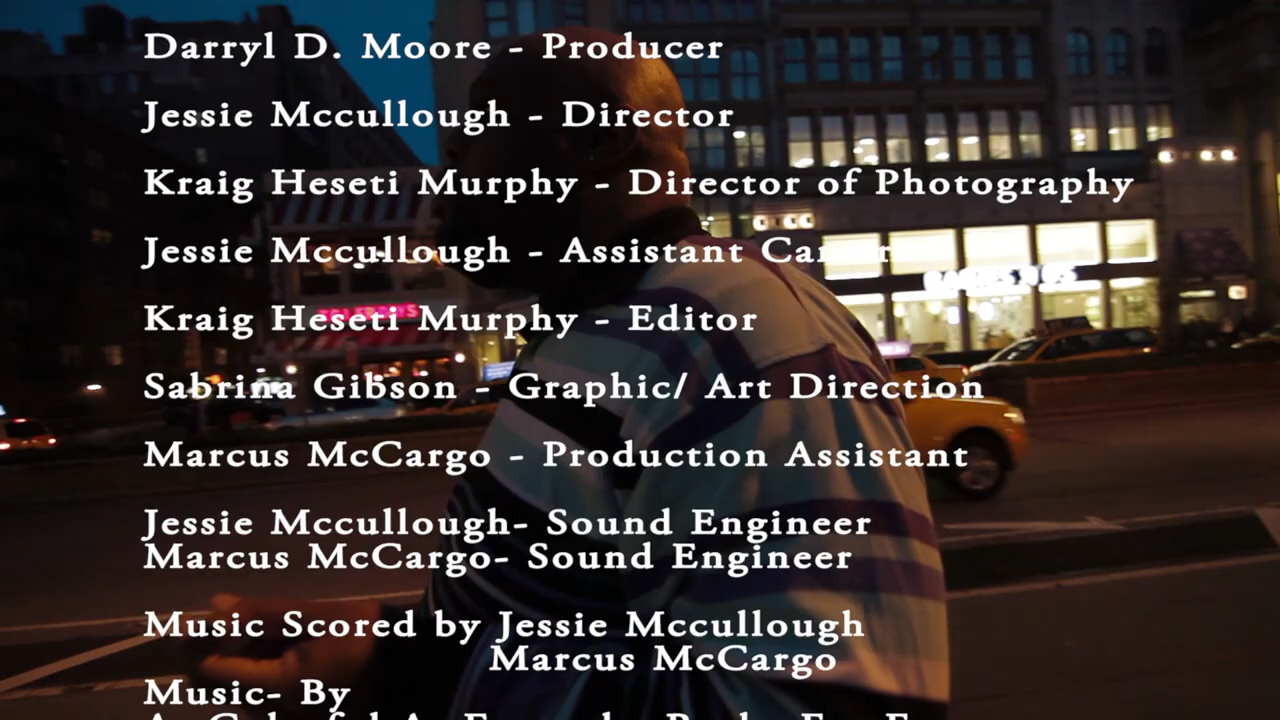 Darryl D. Moore - Producer
Jessie Mccullough - Director
Kraig Heseti Murphy - Director of Photography
Jessie Mccullough - Assistant
Kraig Heseti Murphy - Editor
Sabrina Gibson - Graphic/ Art Direction
Marcus McCargo - Production Assistant
Jessie Mccullough- Sound Engineer
Marcus McCargo- Sound Engineer
Music Scored by Jessie Mccullough
Marcus McCargo
Music- By